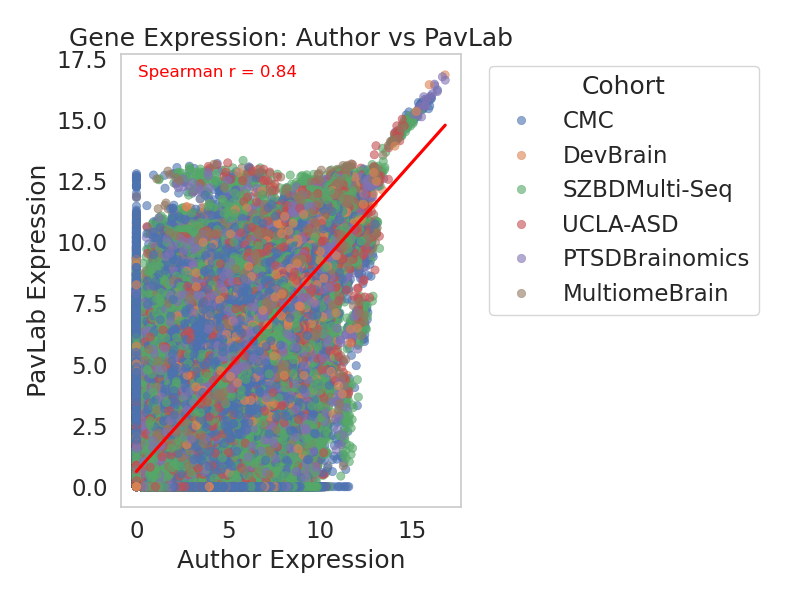 Gene Expression: Author vs PavLab
Spearman r = 0.84
17.5
15.0
12.5
10.0
7.5
5.0
2.5
0.0
PavLab Expression
0 5 10 15
Author Expression
Cohort
CMC
DevBrain
SZBDMulti-Seq
UCLA-ASD
PTSDBrainomics
MultiomeBrain